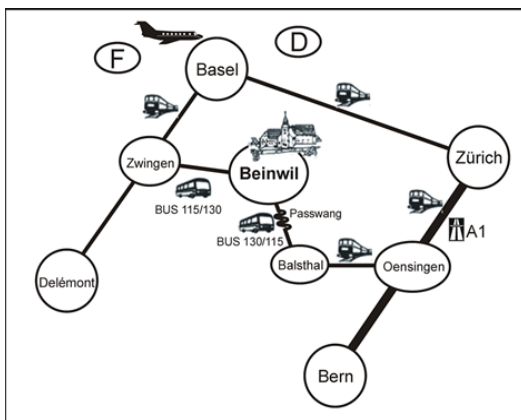 F
D
Basel
Zwingen
Beinwil
Zürich
BUS 115/130
Passwang
BUS 130/115
A1
Delémont
Balsthal
Oensingen
Bern